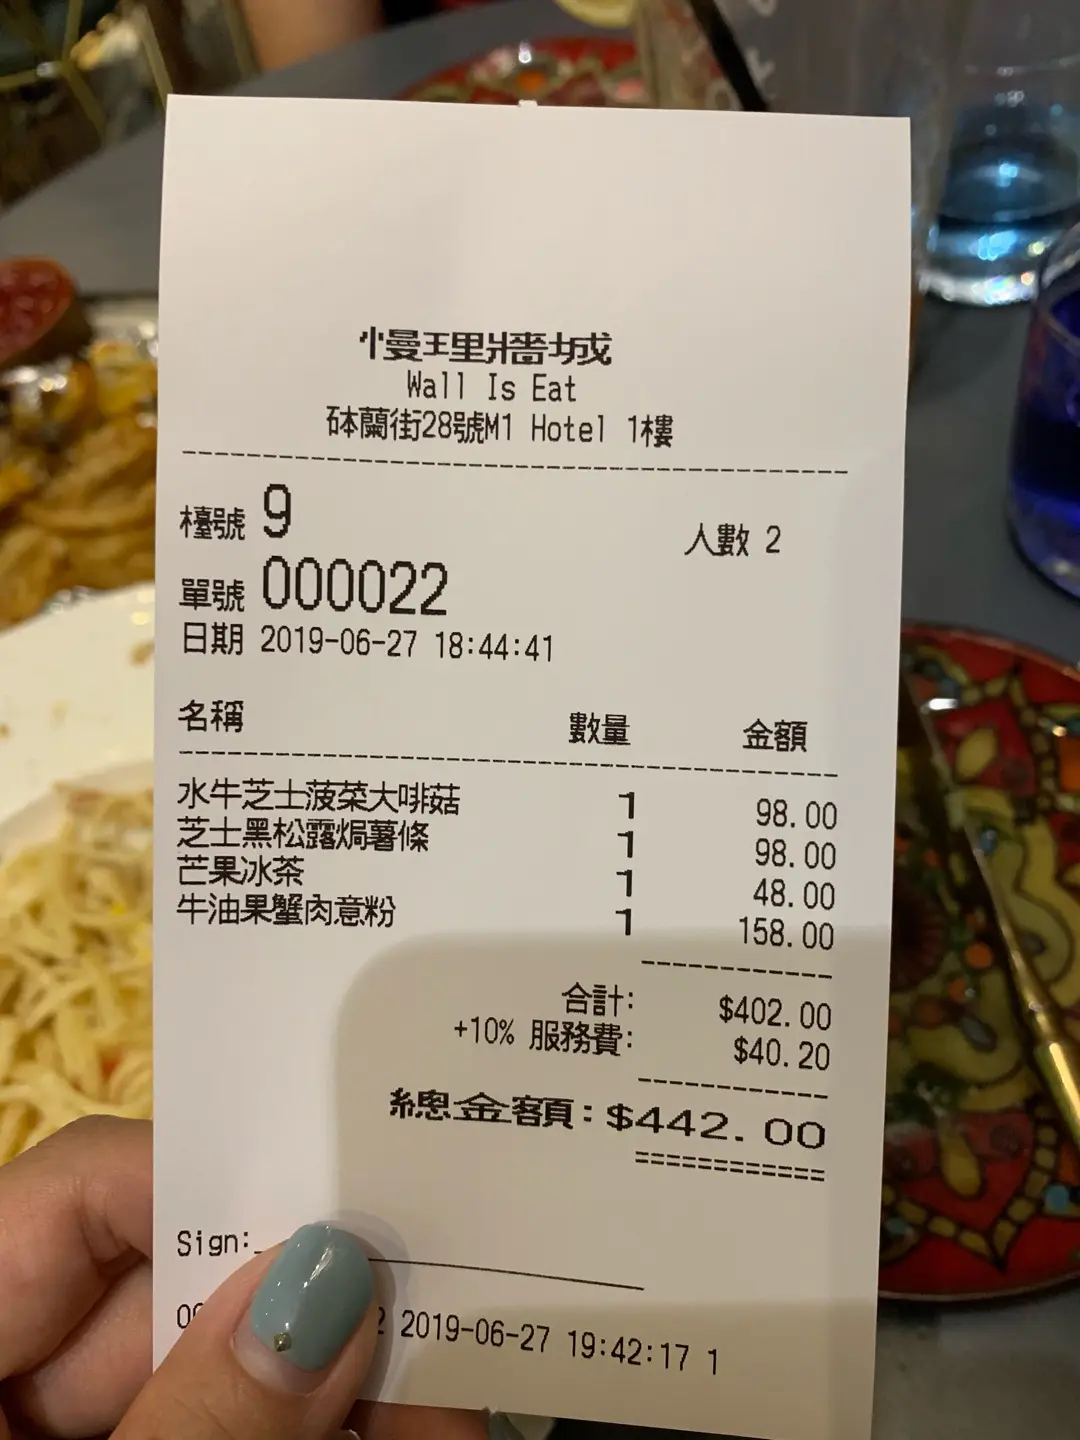 慢理牆城
Wall Is Eat
砵蘭街28號M1 Hotel 1樓
檯號 9 人數 2
單號 000022
日期 2019-06-27 18:44:41
名稱 數量 金額
水牛芝士菠菜大啡菇 1 98.00
芝士黑松露焗薯條 1 98.00
芒果冰茶 1 48.00
牛油果蟹肉意粉 1 158.00
合計: $402.00
+10% 服務費: $40.20
總金額: $442.00
Sign:
2019-06-27 19:42:17 1